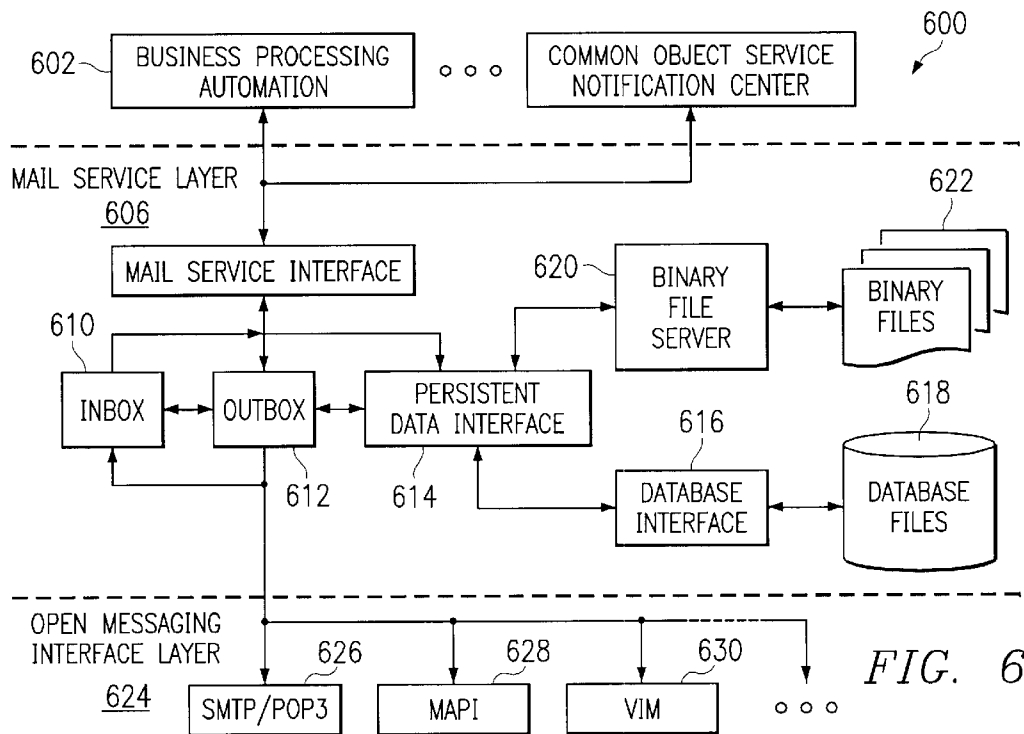 600
602
BUSINESS PROCESSING
AUTOMATION
COMMON OBJECT SERVICE
NOTIFICATION CENTER
MAIL SERVICE LAYER
606
MAIL SERVICE INTERFACE
610
INBOX
OUTBOX
612
PERSISTENT
DATA INTERFACE
614
620
BINARY
FILE
SERVER
622
BINARY
FILES
616
DATABASE
INTERFACE
618
DATABASE
FILES
OPEN MESSAGING
INTERFACE LAYER
624
626
SMTP/POP3
628
MAPI
630
VIM
FIG. 6